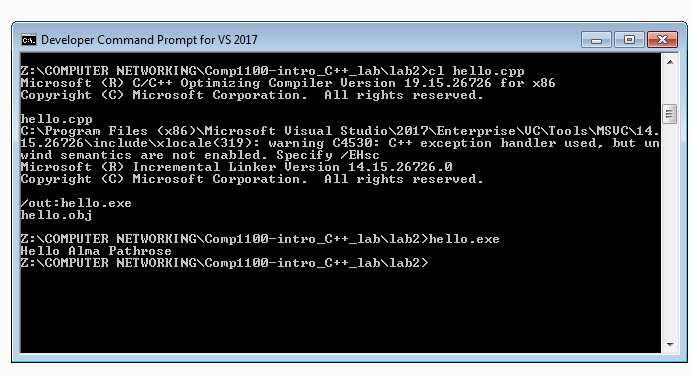 Developer Command Prompt for VS 2017
Z:\COMPUTER NETWORKING\Comp1100-intro_C++_lab\lab2>cl hello.cpp
Microsoft (R) C/C++ Optimizing Compiler Version 19.15.26726 for x86
Copyright (C) Microsoft Corporation.  All rights reserved.
hello.cpp
C:\Program Files (x86)\Microsoft Visual Studio\2017\Enterprise\VC\Tools\MSVC\14.
15.26726\include\xlocale(319): warning C4530: C++ exception handler used, but un
wind semantics are not enabled. Specify /EHsc
Microsoft (R) Incremental Linker Version 14.15.26726.0
Copyright (C) Microsoft Corporation.  All rights reserved.
/out:hello.exe
hello.obj
Z:\COMPUTER NETWORKING\Comp1100-intro_C++_lab\lab2>hello.exe
Hello Alma Pathrose
Z:\COMPUTER NETWORKING\Comp1100-intro_C++_lab\lab2>